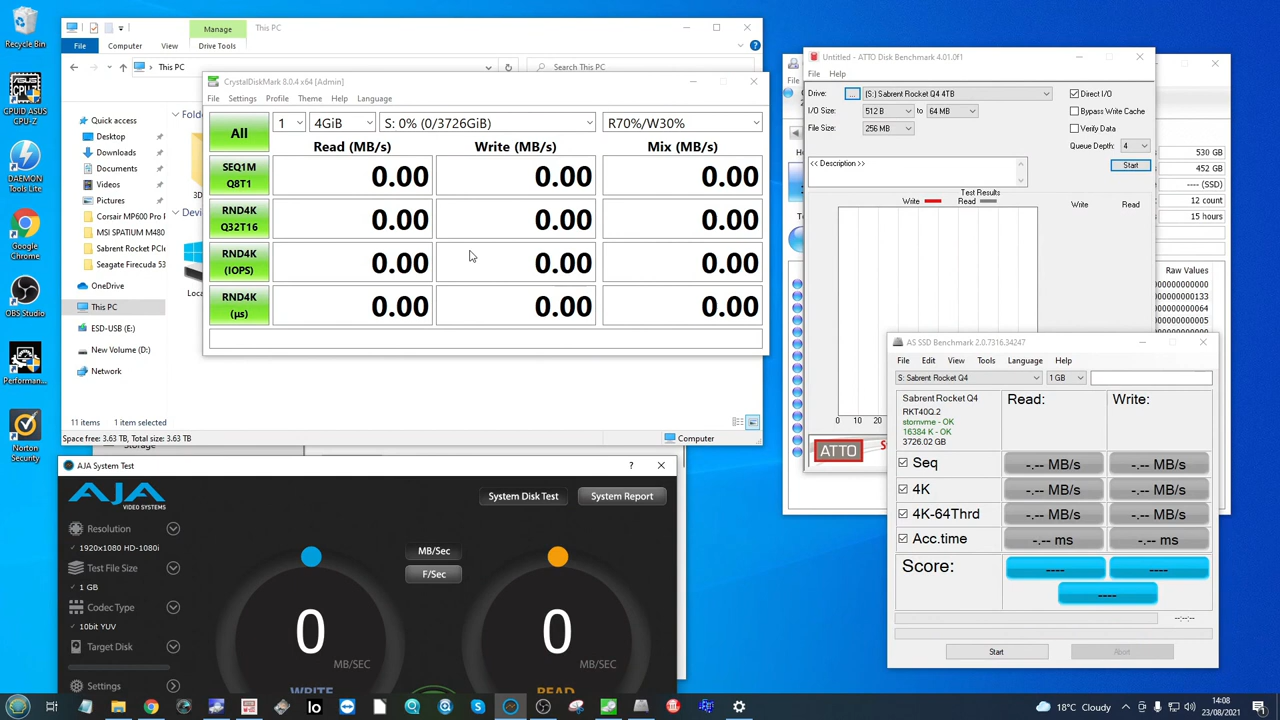 Recycle Bin
CPUID ASUS
CPU-Z
DAEMON
Tools Lite
Google
Chrome
OBS Studio
Performan...
Norton
Security
Manage
This PC
File
Computer
View
Drive Tools
This PC
Search This PC
Quick access
Desktop
Downloads
Documents
Videos
Pictures
Corsair MP600 Pro
MSI SPATIUM M480
Sabrent Rocket PCIe
Seagate Firecuda 53
OneDrive
This PC
ESD-USB (E:)
New Volume (D:)
Network
Folde
3D
Devi
Loca
11 items
1 item selected
Space free: 3.63 TB, Total size: 3.63 TB
Computer
CrystalDiskMark 8.0.4 x64 [Admin]
File Settings Profile Theme Help Language
All
1
4GiB
S: 0% (0/3726GiB)
R70%/W30%
Read (MB/s) Write (MB/s) Mix (MB/s)
SEQ1M
Q8T1
0.00 0.00 0.00
RND4K
Q32T16
0.00 0.00 0.00
RND4K
(IOPS)
0.00 0.00 0.00
RND4K
(µs)
0.00 0.00 0.00
Untitled - ATTO Disk Benchmark 4.01.0f1
File Help
Drive: ... (S:) Sabrent Rocket Q4 4TB
I/O Size: 512 B to 64 MB
File Size: 256 MB
Direct I/O
Bypass Write Cache
Verify Data
Queue Depth: 4
Start
<< Description >>
Test Results
Write Read
Write Read
0 10 20
ATTO
File
530 GB
452 GB
---- (SSD)
12 count
15 hours
Raw Values
00000000000
00000000133
00000000064
00000000005
AS SSD Benchmark 2.0.7316.34247
File Edit View Tools Language Help
S: Sabrent Rocket Q4
1 GB
Sabrent Rocket Q4
RKT40Q.2
stornvme - OK
16384 K - OK
3726.02 GB
Read: Write:
Seq -.-- MB/s -.-- MB/s
4K -.-- MB/s -.-- MB/s
4K-64Thrd -.-- MB/s -.-- MB/s
Acc.time -.-- ms -.-- ms
Score: ---- ----
----
--:--:--
Start
Abort
AJA System Test
?
AJA
VIDEO SYSTEMS
System Disk Test
System Report
Resolution
1920x1080 HD-1080i
Test File Size
1 GB
Codec Type
10bit YUV
Target Disk
Settings
MB/Sec
F/Sec
0
MB/SEC
WRITE
0
MB/SEC
READ
18°C Cloudy
14:08
23/08/2021